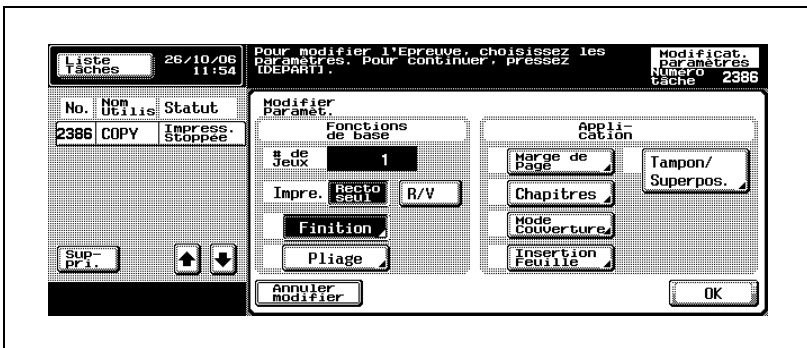 Liste
Tâches
26/10/06
11:54
Pour modifier l'Epreuve, choisissez les
paramètres. Pour continuer, pressez
[DEPART].
Modificat.
paramètres
Numéro
tâche 2386
No. Nom
Utilis Statut
2386 COPY Impress.
Stoppée
Sup-
pri.
Modifier
Paramèt.
Fonctions
de base
# de
Jeux 1
Impre. Recto
seul R/V
Finition
Pliage
Appli-
cation
Marge de
Page
Chapitres
Mode
Couverture
Insertion
Feuille
Tampon/
Superpos.
Annuler
modifier
OK